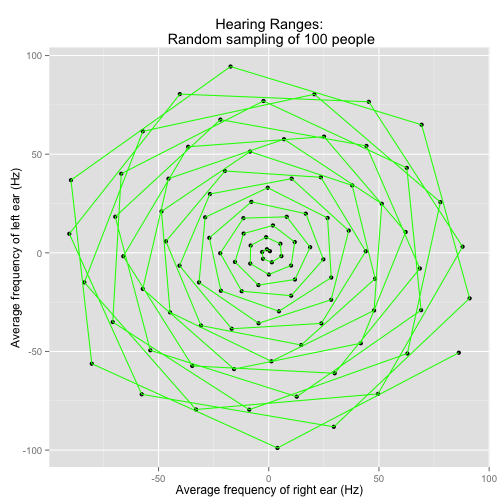 Hearing Ranges:
Random sampling of 100 people
100
50
0
-50
-100
Average frequency of left ear (Hz)
-50
0
50
100
Average frequency of right ear (Hz)